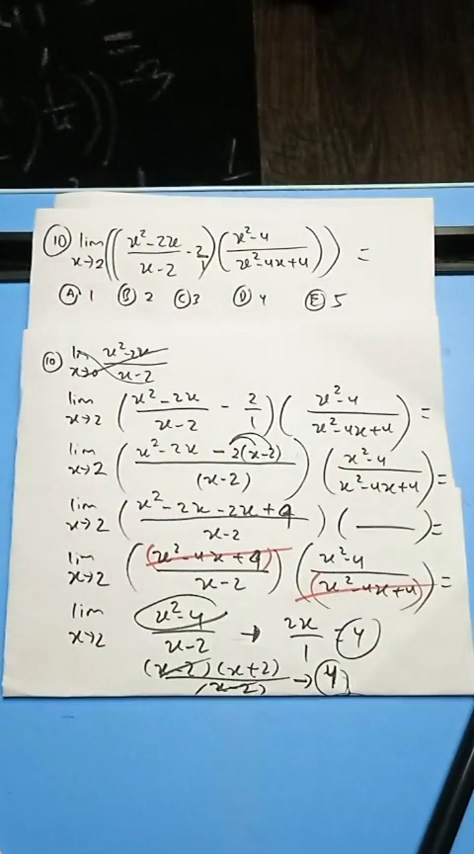 10) lim x→2 ((x²-2x/x-2 - 2/1)(x²-4/x²-4x+4)) =
Ⓐ 1 Ⓑ 2 Ⓒ 3 Ⓓ 4 Ⓔ 5
⑩ lim x→0 x²-2x/x-2
lim x→2 (x²-2x/x-2 - 2/1)(x²-4/x²-4x+4) =
lim x→2 (x²-2x-2(x-2)/(x-2))(x²-4/x²-4x+4) =
lim x→2 (x²-2x-2x+4/x-2)(——) =
lim x→2 ((x²-4x+4)/x-2)(x²-4/(x²-4x+4)) =
lim x→2 x²-4/x-2 → 2x/1 = 4
(x-2)(x+2)/(x-2) → 4